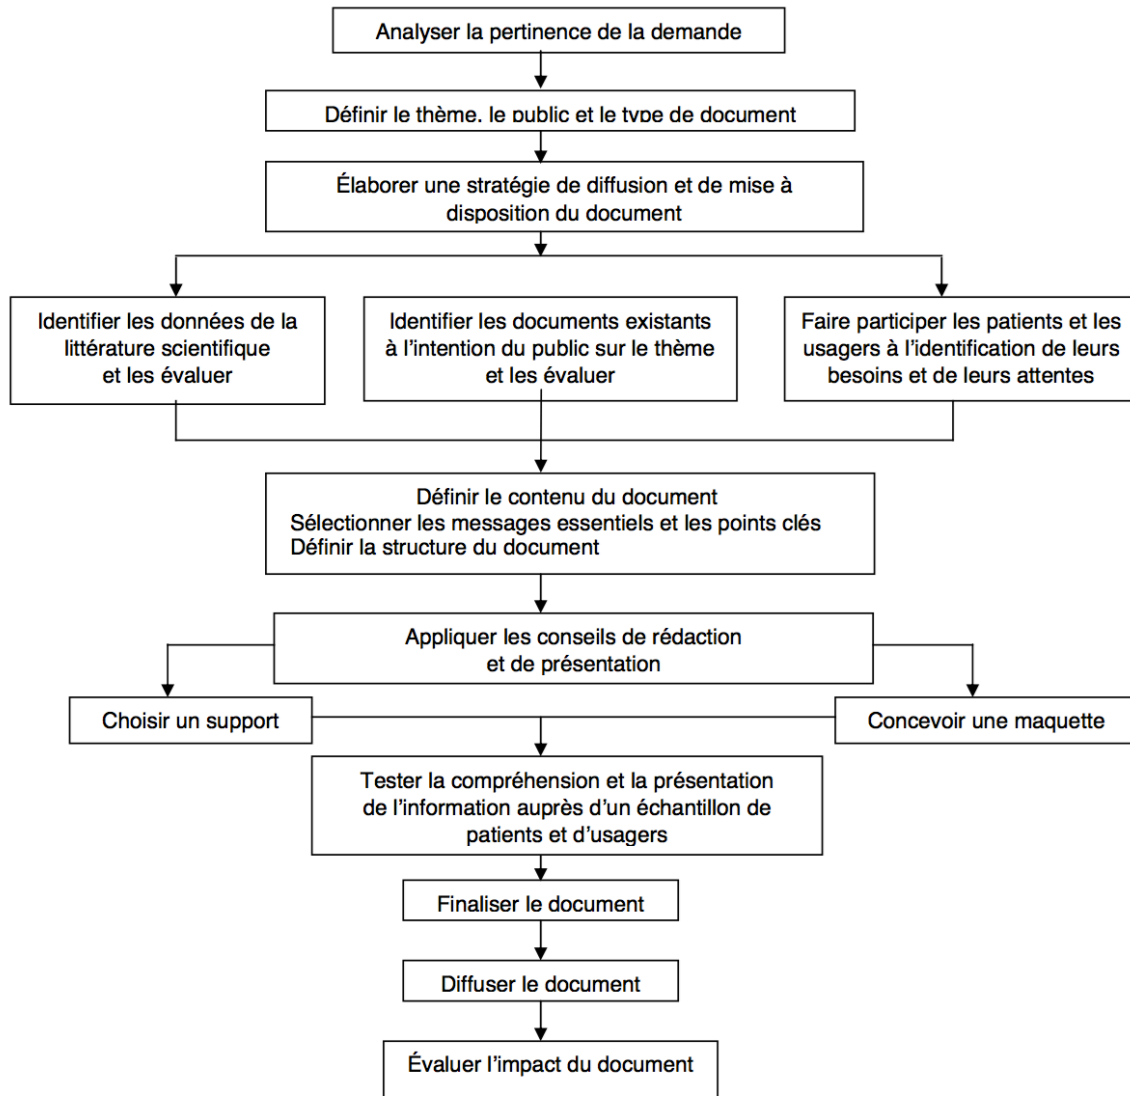 Analyser la pertinence de la demande
Définir le thème, le public et le type de document
Élaborer une stratégie de diffusion et de mise à
disposition du document
Identifier les données de la
littérature scientifique
et les évaluer
Identifier les documents existants
à l’intention du public sur le thème
et les évaluer
Faire participer les patients et les
usagers à l’identification de leurs
besoins et de leurs attentes
Définir le contenu du document
Sélectionner les messages essentiels et les points clés
Définir la structure du document
Appliquer les conseils de rédaction
et de présentation
Choisir un support
Concevoir une maquette
Tester la compréhension et la présentation
de l’information auprès d’un échantillon de
patients et d’usagers
Finaliser le document
Diffuser le document
Évaluer l’impact du document